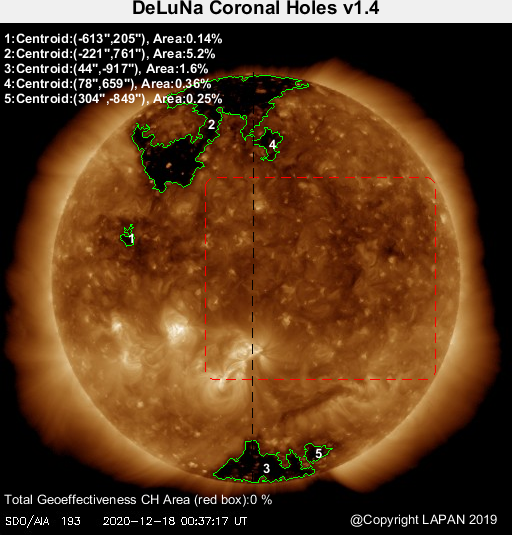 DeLuNa Coronal Holes v1.4
1:Centroid:(-613",205"), Area:0.14%
2:Centroid:(-221",761"), Area:5.2%
3:Centroid:(44",-917"), Area:1.6%
4:Centroid:(78",659"), Area:0.36%
5:Centroid:(304",-849"), Area:0.25%
2
4
1
5
3
Total Geoeffectiveness CH Area (red box):0 %
SDO/AIA 193 2020-12-18 00:37:17 UT
@Copyright LAPAN 2019